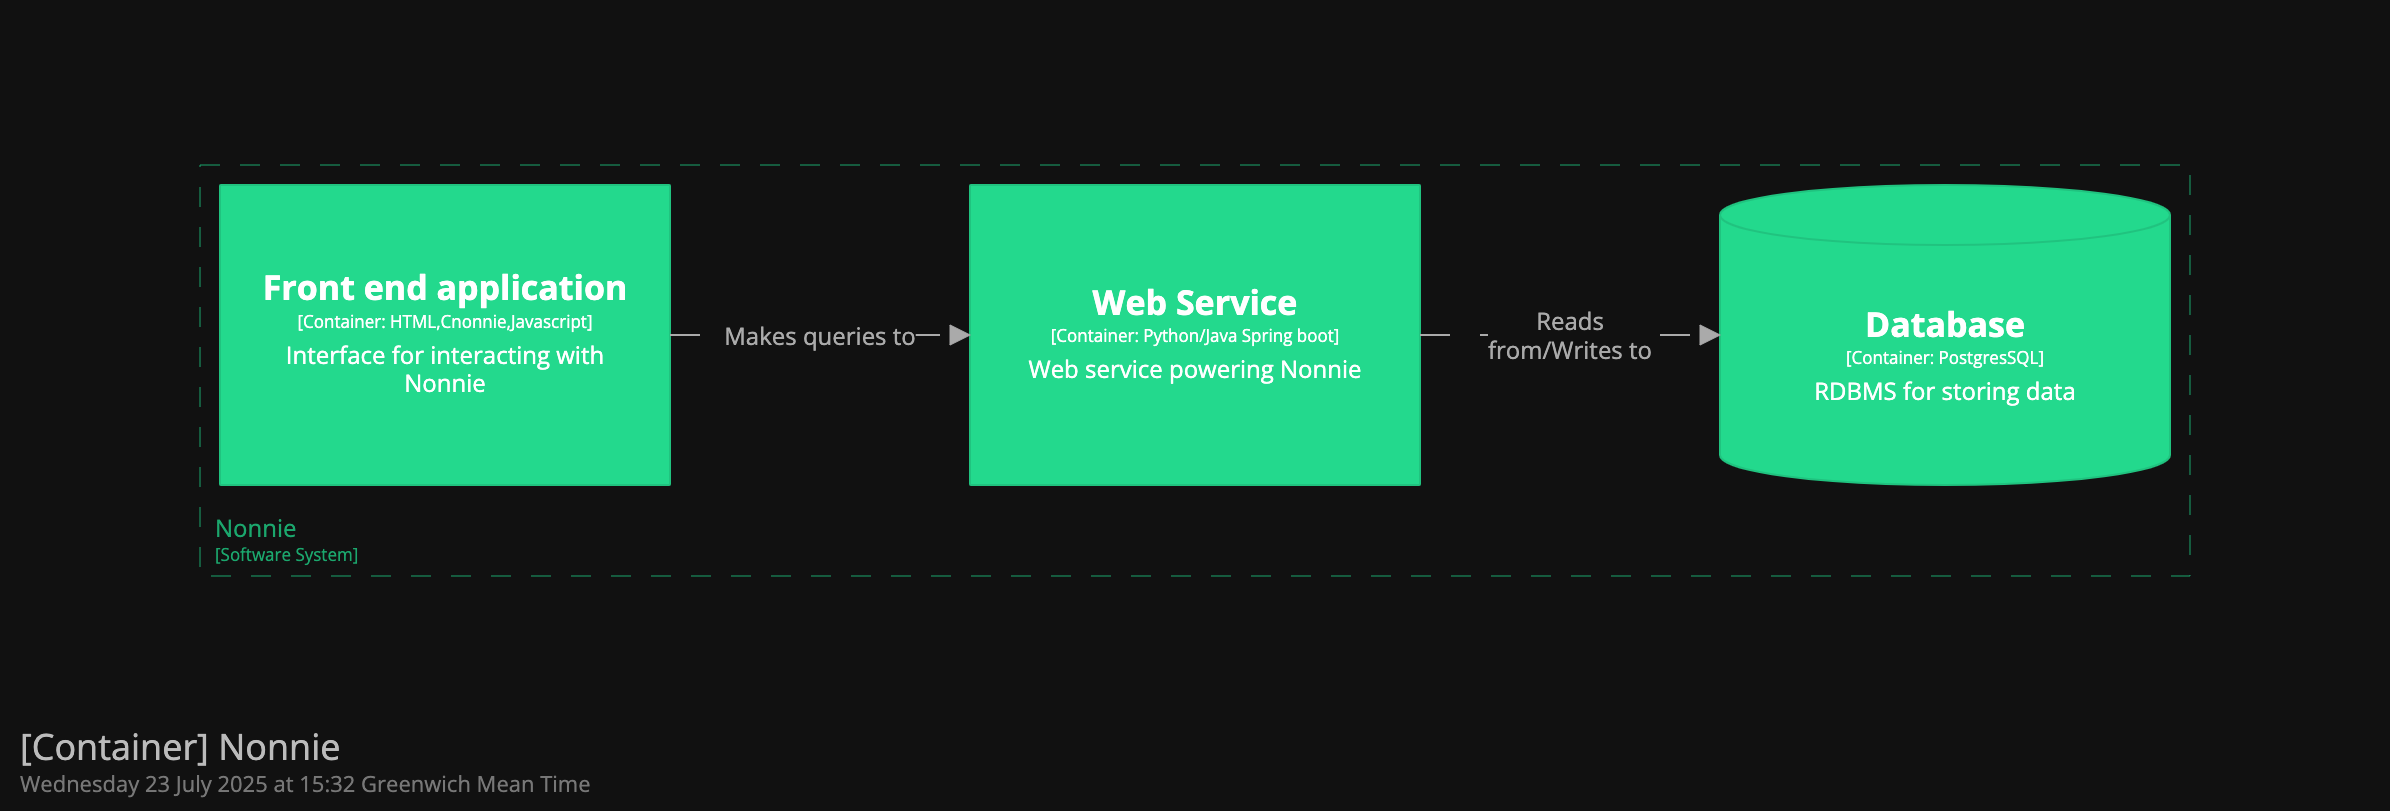 Front end application
[Container: HTML,Cnonnie,Javascript]
Interface for interacting with
Nonnie
Makes queries to
Web Service
[Container: Python/Java Spring boot]
Web service powering Nonnie
Reads
from/Writes to
Database
[Container: PostgresSQL]
RDBMS for storing data
Nonnie
[Software System]
[Container] Nonnie
Wednesday 23 July 2025 at 15:32 Greenwich Mean Time